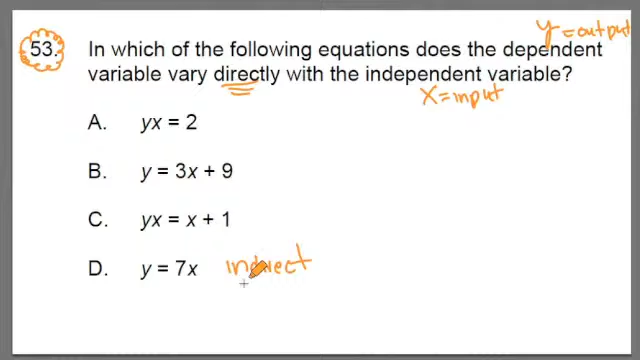 y = output
53. In which of the following equations does the dependent
variable vary directly with the independent variable?
x = input
A. yx = 2
B. y = 3x + 9
C. yx = x + 1
D. y = 7x indirect